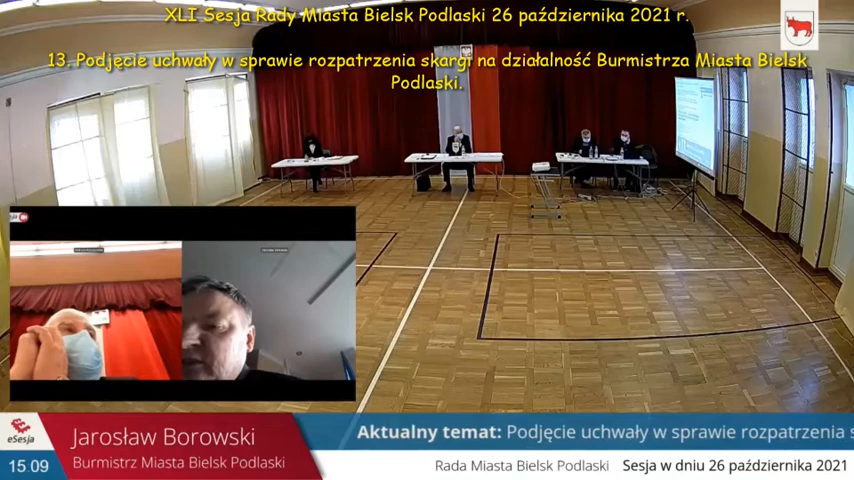 XLI Sesja Rady Miasta Bielsk Podlaski 26 października 2021 r.
13. Podjęcie uchwały w sprawie rozpatrzenia skargi na działalność Burmistrza Miasta Bielsk
Podlaski.
eSesja
Jarosław Borowski
Burmistrz Miasta Bielsk Podlaski
15:09
Aktualny temat: Podjęcie uchwały w sprawie rozpatrzenia s
Rada Miasta Bielsk Podlaski Sesja w dniu 26 października 2021